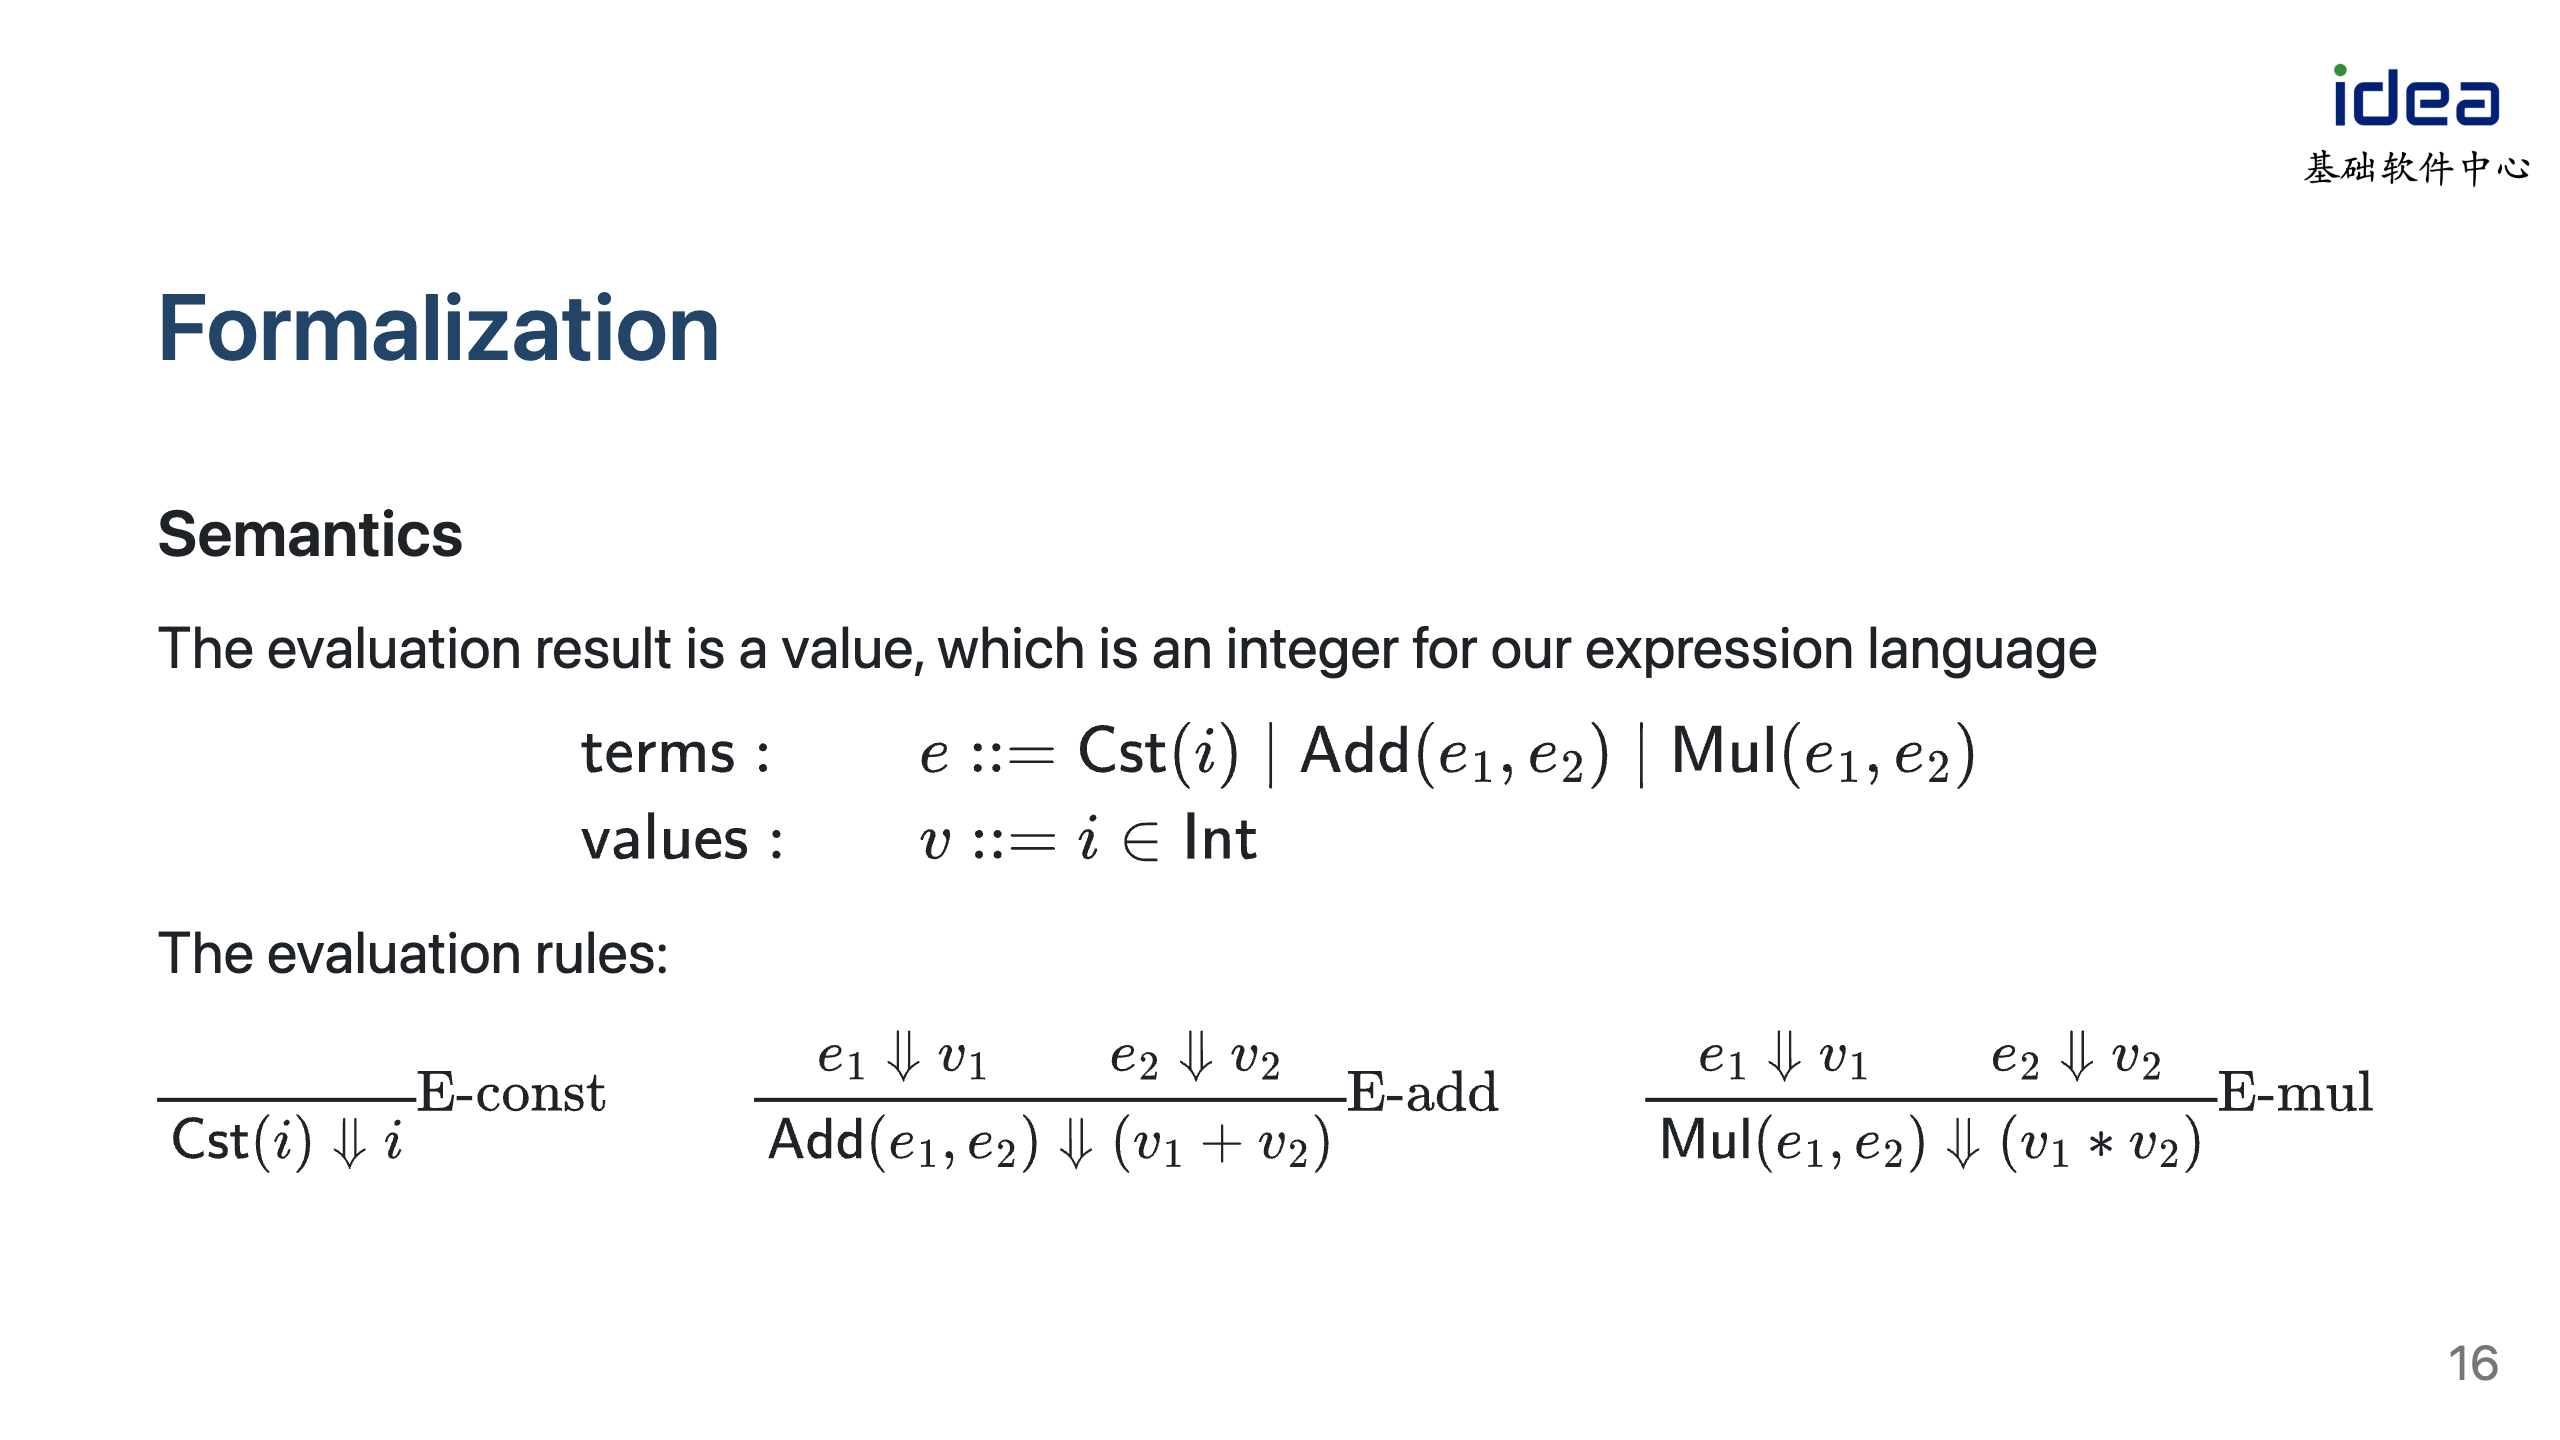 idea
基础软件中心
Formalization
Semantics
The evaluation result is a value, which is an integer for our expression language
terms : e ::= Cst(i) | Add(e₁, e₂) | Mul(e₁, e₂)
values : v ::= i ∈ Int
The evaluation rules:
e₁ ⇓ v₁ e₂ ⇓ v₂ e₁ ⇓ v₁ e₂ ⇓ v₂
E-const E-add E-mul
Cst(i) ⇓ i Add(e₁, e₂) ⇓ (v₁ + v₂) Mul(e₁, e₂) ⇓ (v₁ * v₂)
16